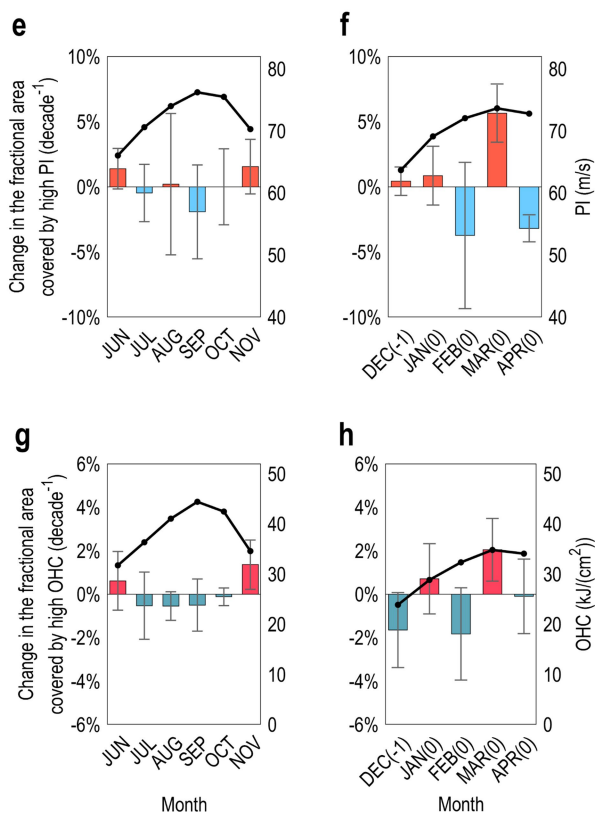 e
f
10%
5%
0%
-5%
-10%
80
70
60
50
40
10%
5%
0%
-5%
-10%
80
70
60
50
40
Change in the fractional area
covered by high PI (decade⁻¹)
PI (m/s)
JUN
JUL
AUG
SEP
OCT
NOV
DEC(-1)
JAN(0)
FEB(0)
MAR(0)
APR(0)
g
h
6%
4%
2%
0%
-2%
-4%
-6%
50
40
30
20
10
0
6%
4%
2%
0%
-2%
-4%
-6%
50
40
30
20
10
0
Change in the fractional area
covered by high OHC (decade⁻¹)
OHC (kJ/(cm²))
JUN
JUL
AUG
SEP
OCT
NOV
DEC(-1)
JAN(0)
FEB(0)
MAR(0)
APR(0)
Month
Month